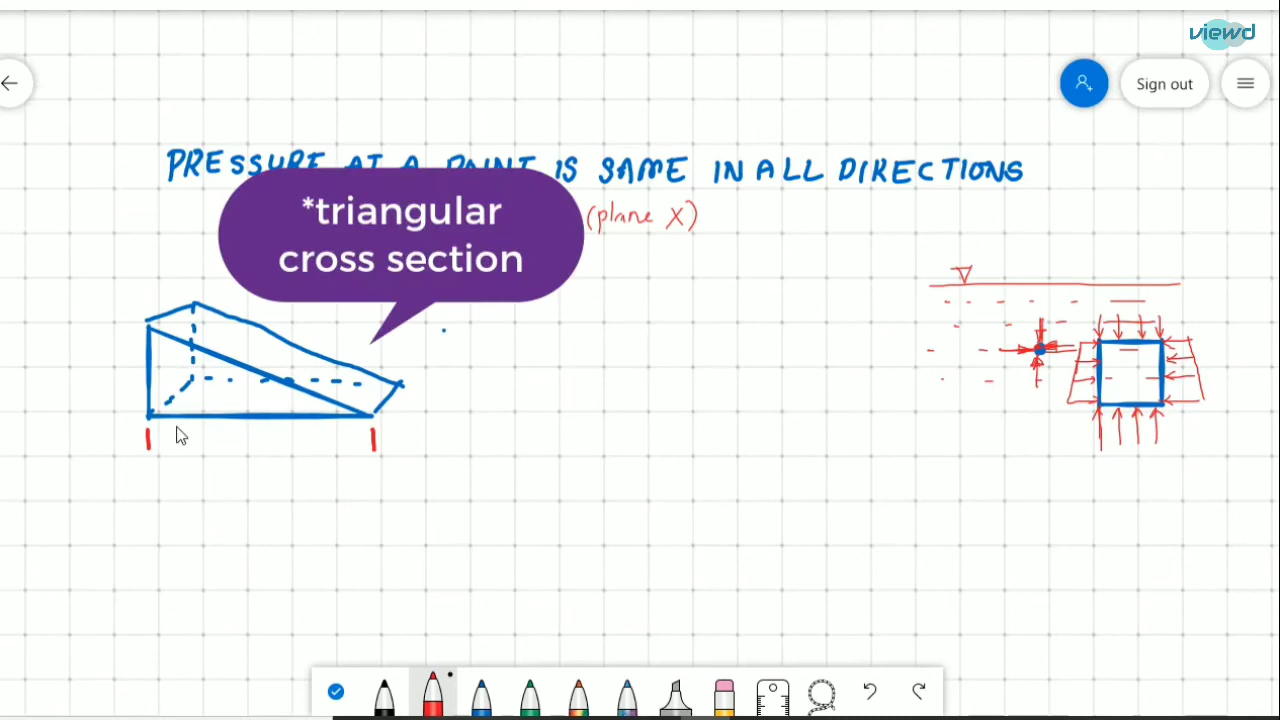 viewd
Sign out
PRESSURE AT A POINT IS SAME IN ALL DIRECTIONS
(plane X)
*triangular
cross section